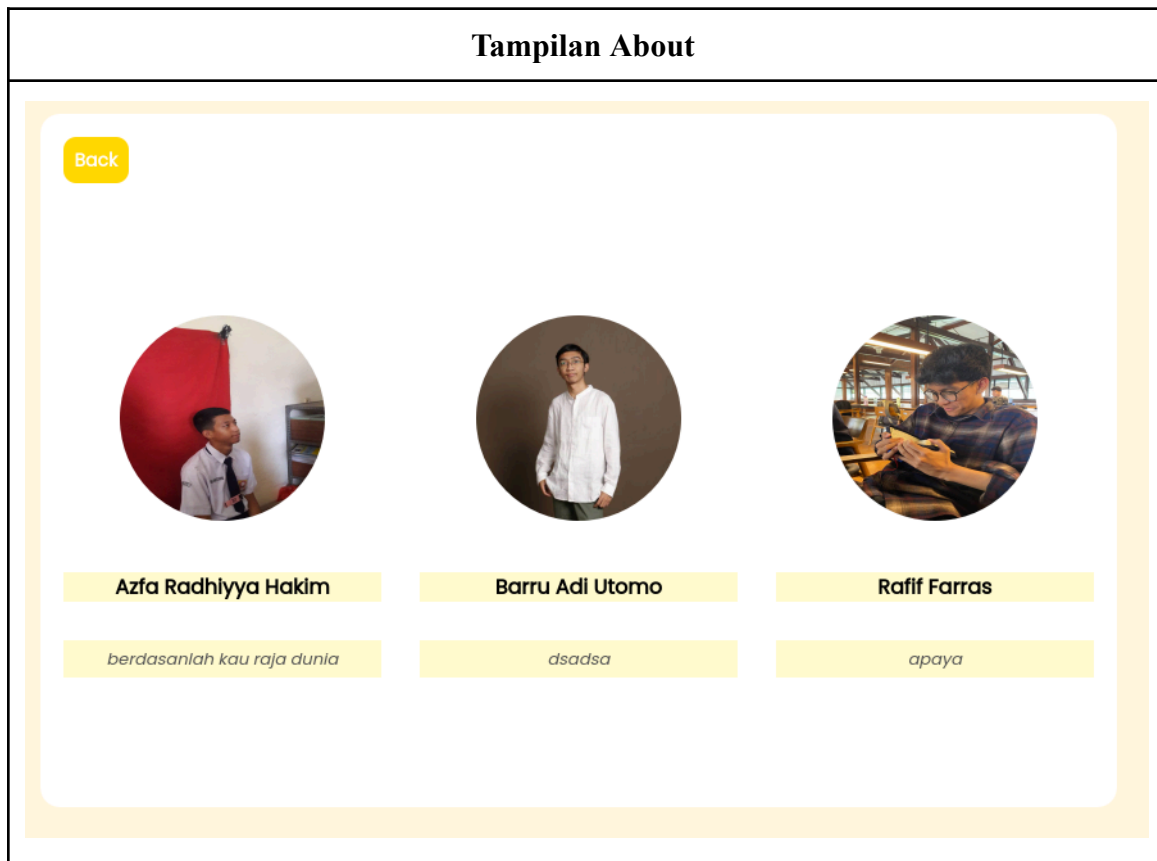 Tampilan About
Back
Azfa Radhiyya Hakim
Barru Adi Utomo
Rafif Farras
berdasanlah kau raja dunia
dsadsa
apaya